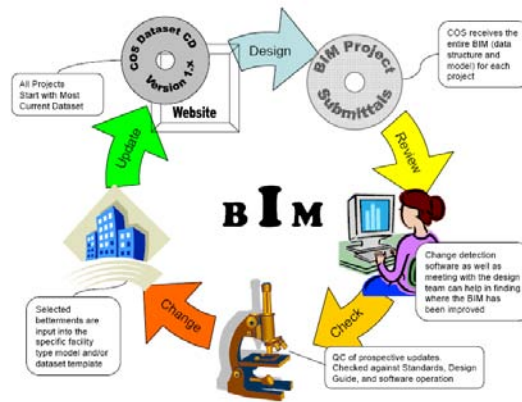 COS Dataset CD
Version 1.x
Website
All Projects
Start with Most
Current Dataset
Design
BIM Project
Submittals
COS receives the
entire BIM (data
structure and
model) for each
project
Review
Change detection
software as well as
meeting with the design
team can help in finding
where the BIM has
been improved
Check
QC of prospective updates.
Checked against Standards, Design
Guide, and software operation
Change
Selected
betterments are
input into the
specific facility
type model and/or
dataset template
Update
BIM